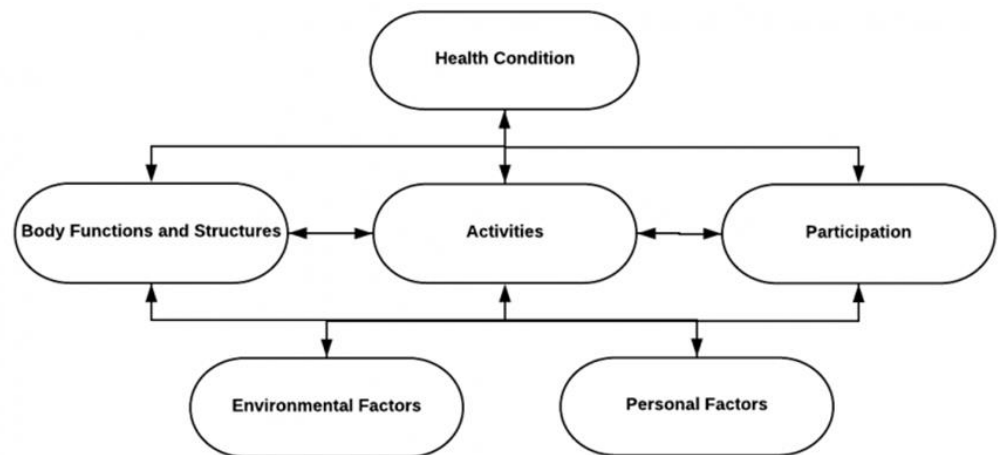 Health Condition
Body Functions and Structures
Activities
Participation
Environmental Factors
Personal Factors